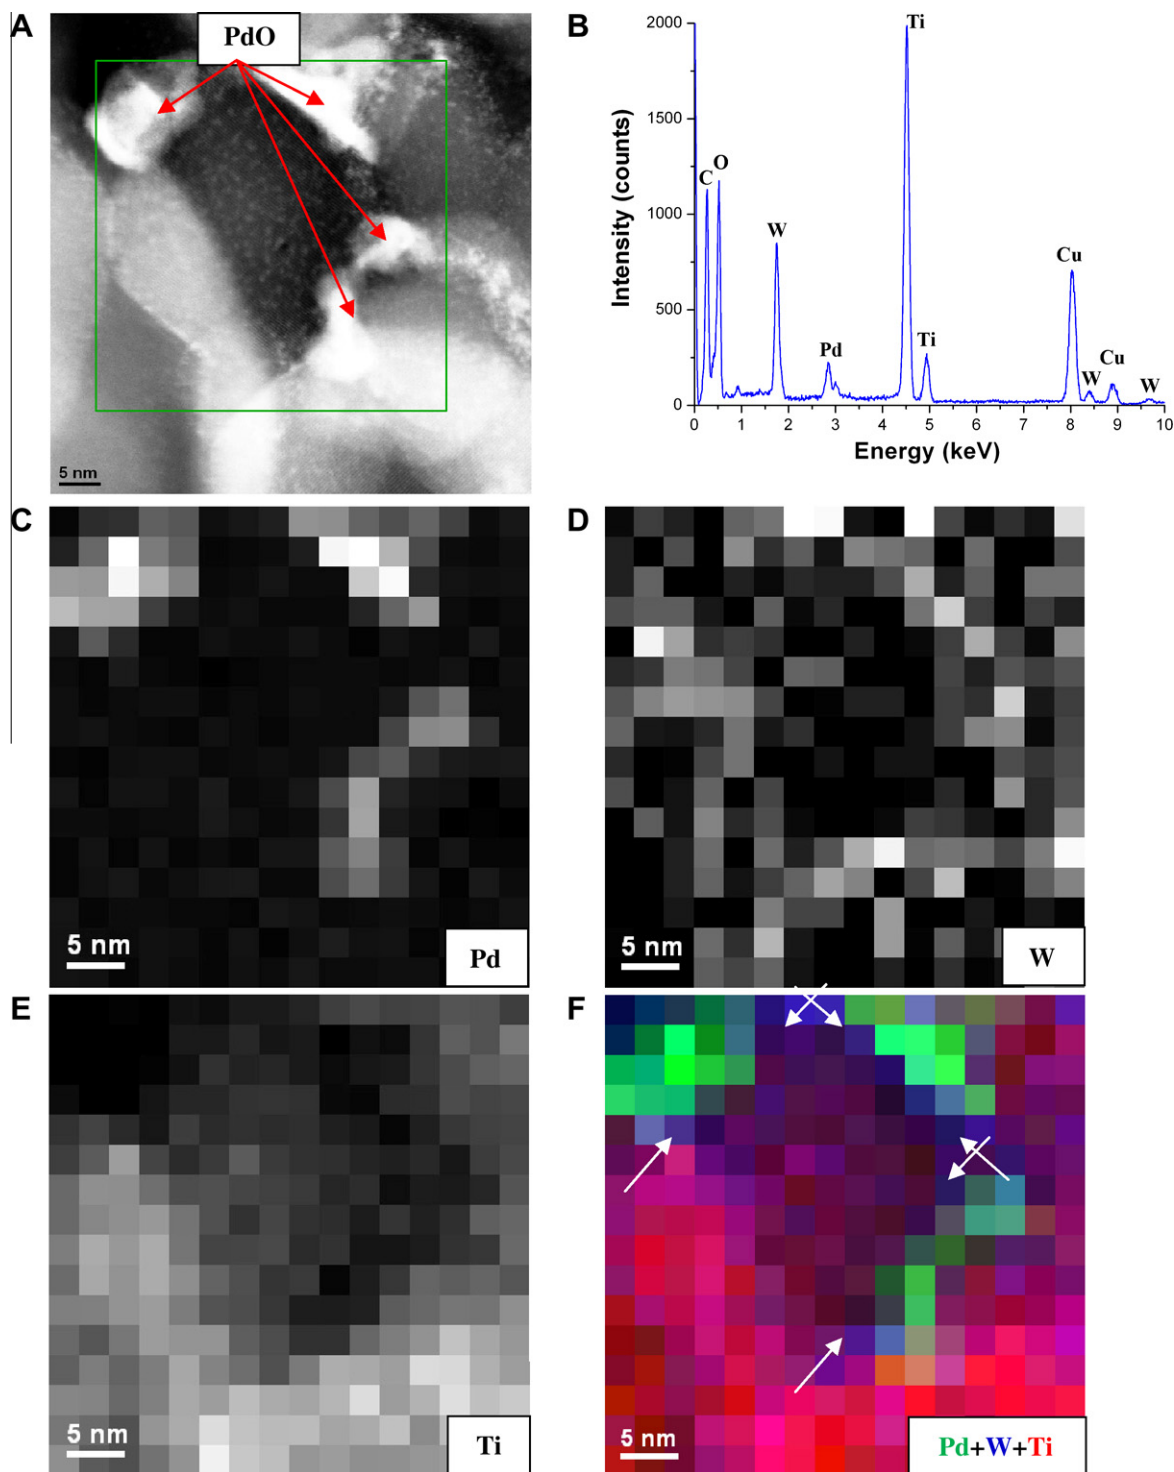 A
PdO
5 nm
B
2000
1500
1000
500
0
Intensity (counts)
C
O
W
Pd
Ti
Ti
Cu
W
Cu
W
0 1 2 3 4 5 6 7 8 9 10
Energy (keV)
C
5 nm
Pd
D
5 nm
W
E
5 nm
Ti
F
5 nm
Pd+W+Ti